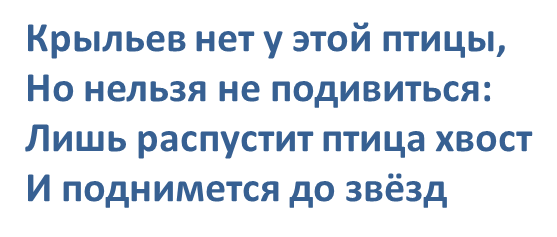 Крыльев нет у этой птицы,
Но нельзя не подивиться:
Лишь распустит птица хвост
И поднимется до звёзд